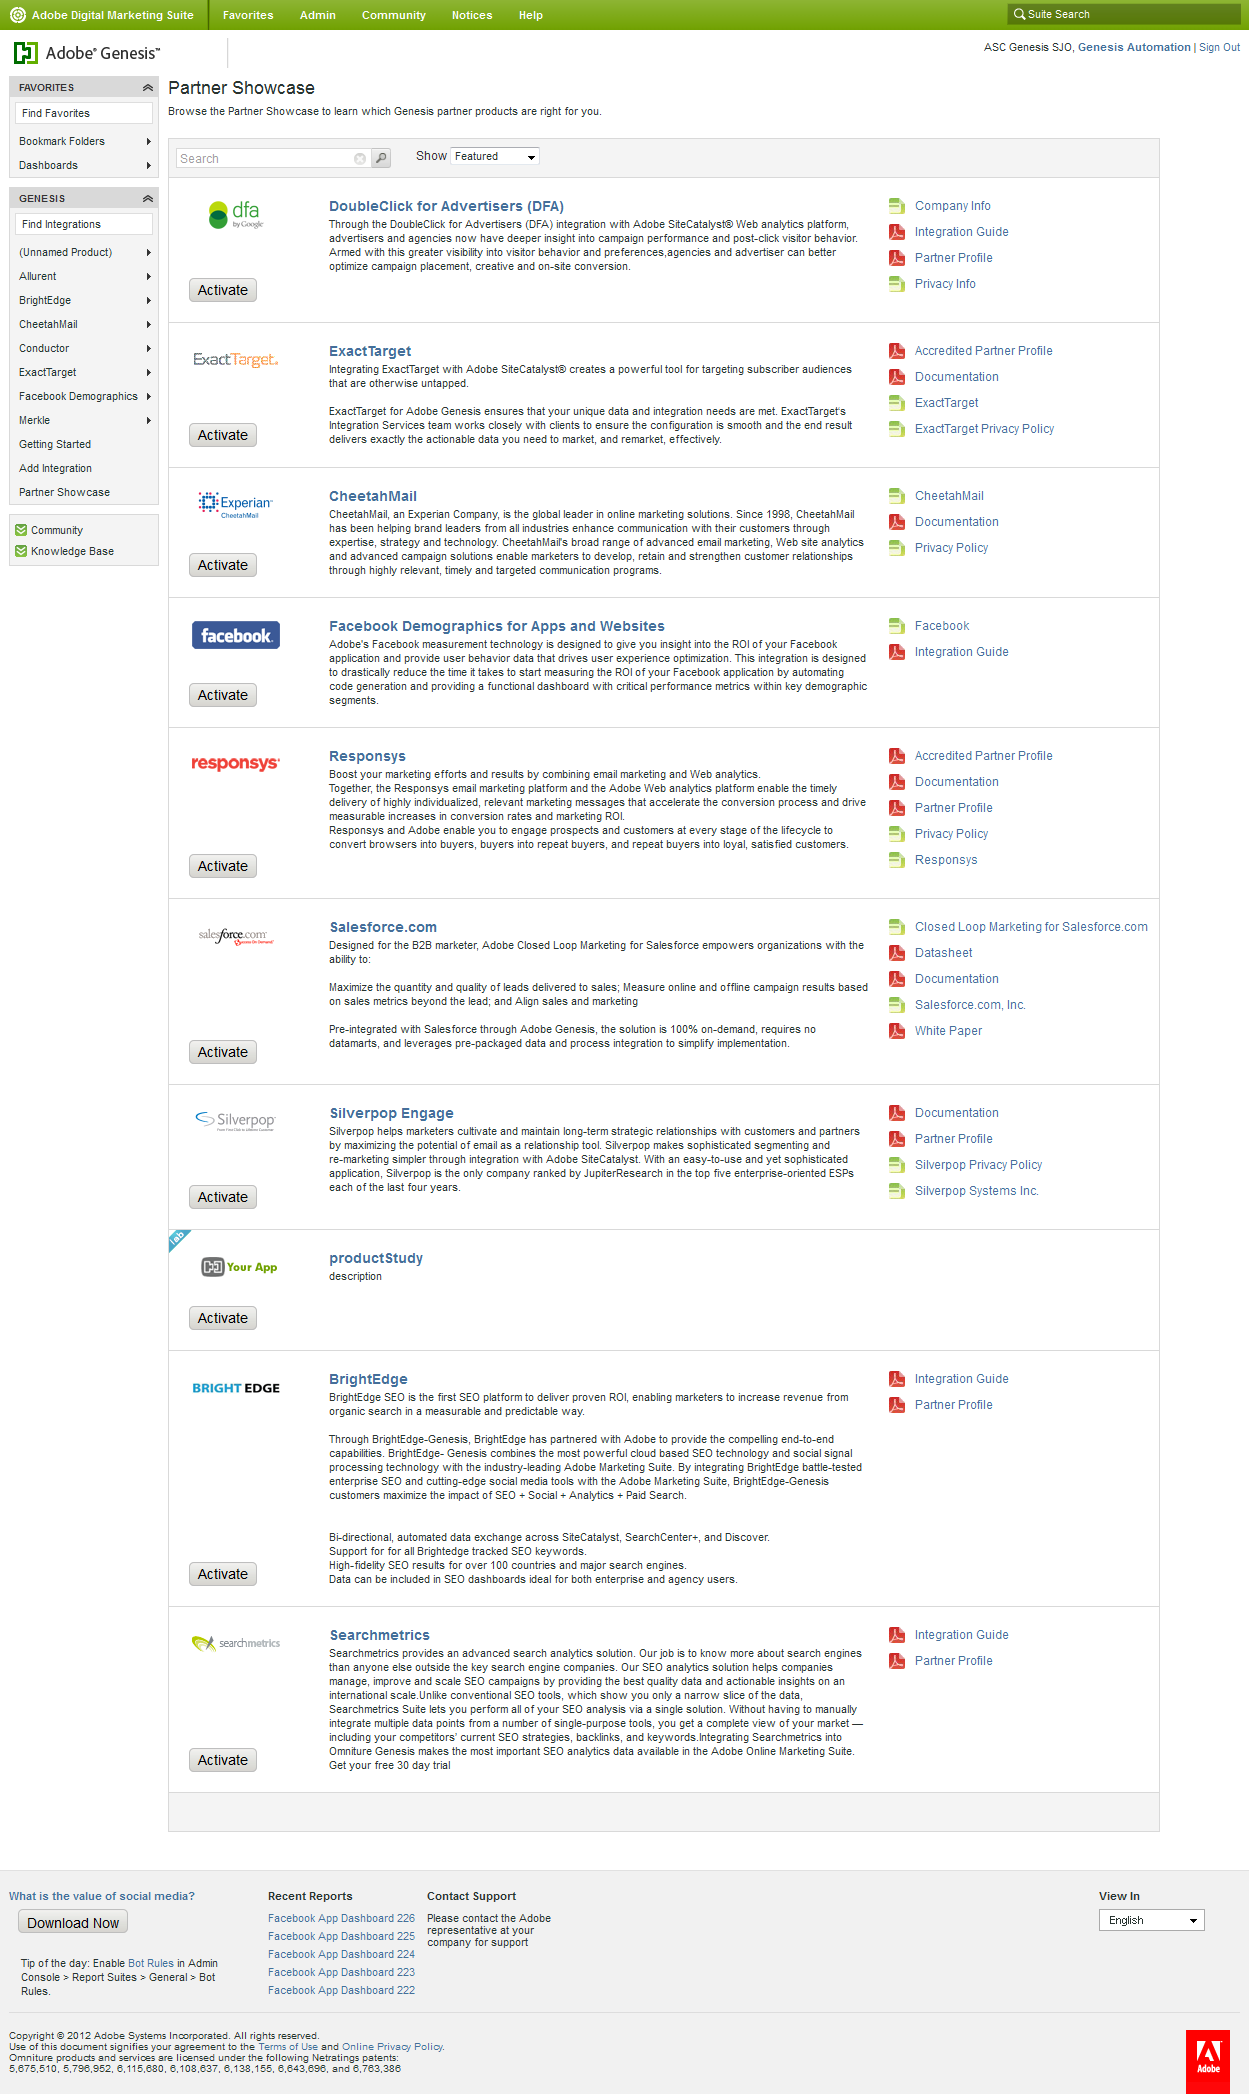 Adobe Digital Marketing Suite
Favorites
Admin
Community
Notices
Help
Suite Search
Adobe® Genesis™
ASC Genesis SJO, Genesis Automation | Sign Out
FAVORITES
Find Favorites
Bookmark Folders
Dashboards
GENESIS
Find Integrations
(Unnamed Product)
Allurent
BrightEdge
CheetahMail
Conductor
ExactTarget
Facebook Demographics
Merkle
Getting Started
Add Integration
Partner Showcase
Community
Knowledge Base
Partner Showcase
Browse the Partner Showcase to learn which Genesis partner products are right for you.
Search
Show
Featured
dfa
by Google
Activate
DoubleClick for Advertisers (DFA)
Through the DoubleClick for Advertisers (DFA) integration with Adobe SiteCatalyst® Web analytics platform,
advertisers and agencies now have deeper insight into campaign performance and post-click visitor behavior.
Armed with this greater visibility into visitor behavior and preferences,agencies and advertiser can better
optimize campaign placement, creative and on-site conversion.
Company Info
Integration Guide
Partner Profile
Privacy Info
ExactTarget.
Activate
ExactTarget
Integrating ExactTarget with Adobe SiteCatalyst® creates a powerful tool for targeting subscriber audiences
that are otherwise untapped.
ExactTarget for Adobe Genesis ensures that your unique data and integration needs are met. ExactTarget's
Integration Services team works closely with clients to ensure the configuration is smooth and the end result
delivers exactly the actionable data you need to market, and remarket, effectively.
Accredited Partner Profile
Documentation
ExactTarget
ExactTarget Privacy Policy
Experian™
CheetahMail
Activate
CheetahMail
CheetahMail, an Experian Company, is the global leader in online marketing solutions. Since 1998, CheetahMail
has been helping brand leaders from all industries enhance communication with their customers through
expertise, strategy and technology. CheetahMail's broad range of advanced email marketing, Web site analytics
and advanced campaign solutions enable marketers to develop, retain and strengthen customer relationships
through highly relevant, timely and targeted communication programs.
CheetahMail
Documentation
Privacy Policy
facebook.
Activate
Facebook Demographics for Apps and Websites
Adobe's Facebook measurement technology is designed to give you insight into the ROI of your Facebook
application and provide user behavior data that drives user experience optimization. This integration is designed
to drastically reduce the time it takes to start measuring the ROI of your Facebook application by automating
code generation and providing a functional dashboard with critical performance metrics within key demographic
segments.
Facebook
Integration Guide
responsys®
Activate
Responsys
Boost your marketing efforts and results by combining email marketing and Web analytics.
Together, the Responsys email marketing platform and the Adobe Web analytics platform enable the timely
delivery of highly individualized, relevant marketing messages that accelerate the conversion process and drive
measurable increases in conversion rates and marketing ROI.
Responsys and Adobe enable you to engage prospects and customers at every stage of the lifecycle to
convert browsers into buyers, buyers into repeat buyers, and repeat buyers into loyal, satisfied customers.
Accredited Partner Profile
Documentation
Partner Profile
Privacy Policy
Responsys
salesforce.com
Success On Demand
Activate
Salesforce.com
Designed for the B2B marketer, Adobe Closed Loop Marketing for Salesforce empowers organizations with the
ability to:
Maximize the quantity and quality of leads delivered to sales; Measure online and offline campaign results based
on sales metrics beyond the lead; and Align sales and marketing
Pre-integrated with Salesforce through Adobe Genesis, the solution is 100% on-demand, requires no
datamarts, and leverages pre-packaged data and process integration to simplify implementation.
Closed Loop Marketing for Salesforce.com
Datasheet
Documentation
Salesforce.com, Inc.
White Paper
Silverpop
Activate
Silverpop Engage
Silverpop helps marketers cultivate and maintain long-term strategic relationships with customers and partners
by maximizing the potential of email as a relationship tool. Silverpop makes sophisticated segmenting and
re-marketing simpler through integration with Adobe SiteCatalyst. With an easy-to-use and yet sophisticated
application, Silverpop is the only company ranked by JupiterResearch in the top five enterprise-oriented ESPs
each of the last four years.
Documentation
Partner Profile
Silverpop Privacy Policy
Silverpop Systems Inc.
lab
Your App
Activate
productStudy
description
BRIGHT EDGE
Activate
BrightEdge
BrightEdge SEO is the first SEO platform to deliver proven ROI, enabling marketers to increase revenue from
organic search in a measurable and predictable way.
Through BrightEdge-Genesis, BrightEdge has partnered with Adobe to provide the compelling end-to-end
capabilities. BrightEdge- Genesis combines the most powerful cloud based SEO technology and social signal
processing technology with the industry-leading Adobe Marketing Suite. By integrating BrightEdge battle-tested
enterprise SEO and cutting-edge social media tools with the Adobe Marketing Suite, BrightEdge-Genesis
customers maximize the impact of SEO + Social + Analytics + Paid Search.
Bi-directional, automated data exchange across SiteCatalyst, SearchCenter+, and Discover.
Support for for all Brightedge tracked SEO keywords.
High-fidelity SEO results for over 100 countries and major search engines.
Data can be included in SEO dashboards ideal for both enterprise and agency users.
Integration Guide
Partner Profile
searchmetrics
Activate
Searchmetrics
Searchmetrics provides an advanced search analytics solution. Our job is to know more about search engines
than anyone else outside the key search engine companies. Our SEO analytics solution helps companies
manage, improve and scale SEO campaigns by providing the best quality data and actionable insights on an
international scale.Unlike conventional SEO tools, which show you only a narrow slice of the data,
Searchmetrics Suite lets you perform all of your SEO analysis via a single solution. Without having to manually
integrate multiple data points from a number of single-purpose tools, you get a complete view of your market —
including your competitors' current SEO strategies, backlinks, and keywords.Integrating Searchmetrics into
Omniture Genesis makes the most important SEO analytics data available in the Adobe Online Marketing Suite.
Get your free 30 day trial
Integration Guide
Partner Profile
What is the value of social media?
Download Now
Tip of the day: Enable Bot Rules in Admin
Console > Report Suites > General > Bot
Rules.
Recent Reports
Facebook App Dashboard 226
Facebook App Dashboard 225
Facebook App Dashboard 224
Facebook App Dashboard 223
Facebook App Dashboard 222
Contact Support
Please contact the Adobe
representative at your
company for support
View In
English
Copyright © 2012 Adobe Systems Incorporated. All rights reserved.
Use of this document signifies your agreement to the Terms of Use and Online Privacy Policy.
Omniture products and services are licensed under the following Netratings patents:
5,675,510, 5,796,952, 6,115,680, 6,108,637, 6,138,155, 6,643,696, and 6,763,386
Adobe